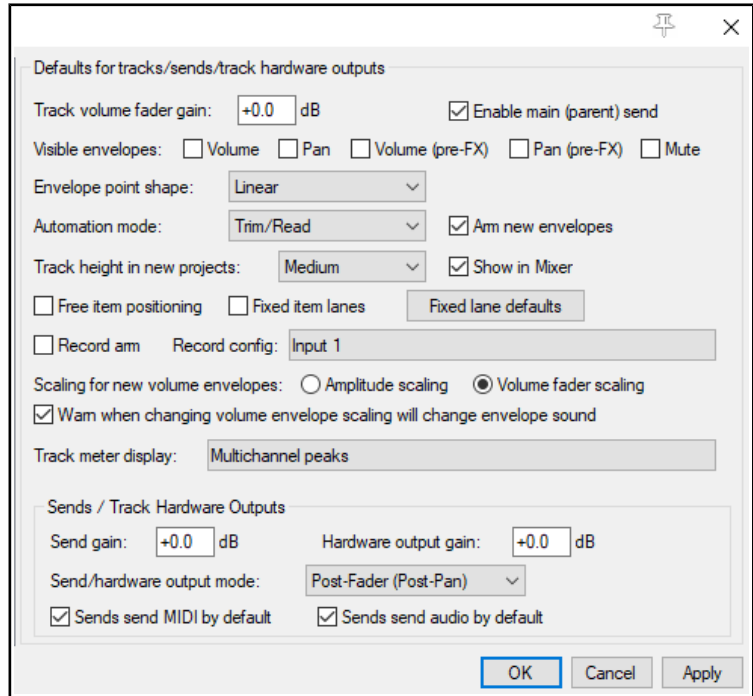 Defaults for tracks/sends/track hardware outputs
Track volume fader gain: +0.0 dB Enable main (parent) send
Visible envelopes: Volume Pan Volume (pre-FX) Pan (pre-FX) Mute
Envelope point shape: Linear
Automation mode: Trim/Read Arm new envelopes
Track height in new projects: Medium Show in Mixer
Free item positioning Fixed item lanes Fixed lane defaults
Record arm Record config: Input 1
Scaling for new volume envelopes: Amplitude scaling Volume fader scaling
Warn when changing volume envelope scaling will change envelope sound
Track meter display: Multichannel peaks
Sends / Track Hardware Outputs
Send gain: +0.0 dB Hardware output gain: +0.0 dB
Send/hardware output mode: Post-Fader (Post-Pan)
Sends send MIDI by default Sends send audio by default
OK Cancel Apply